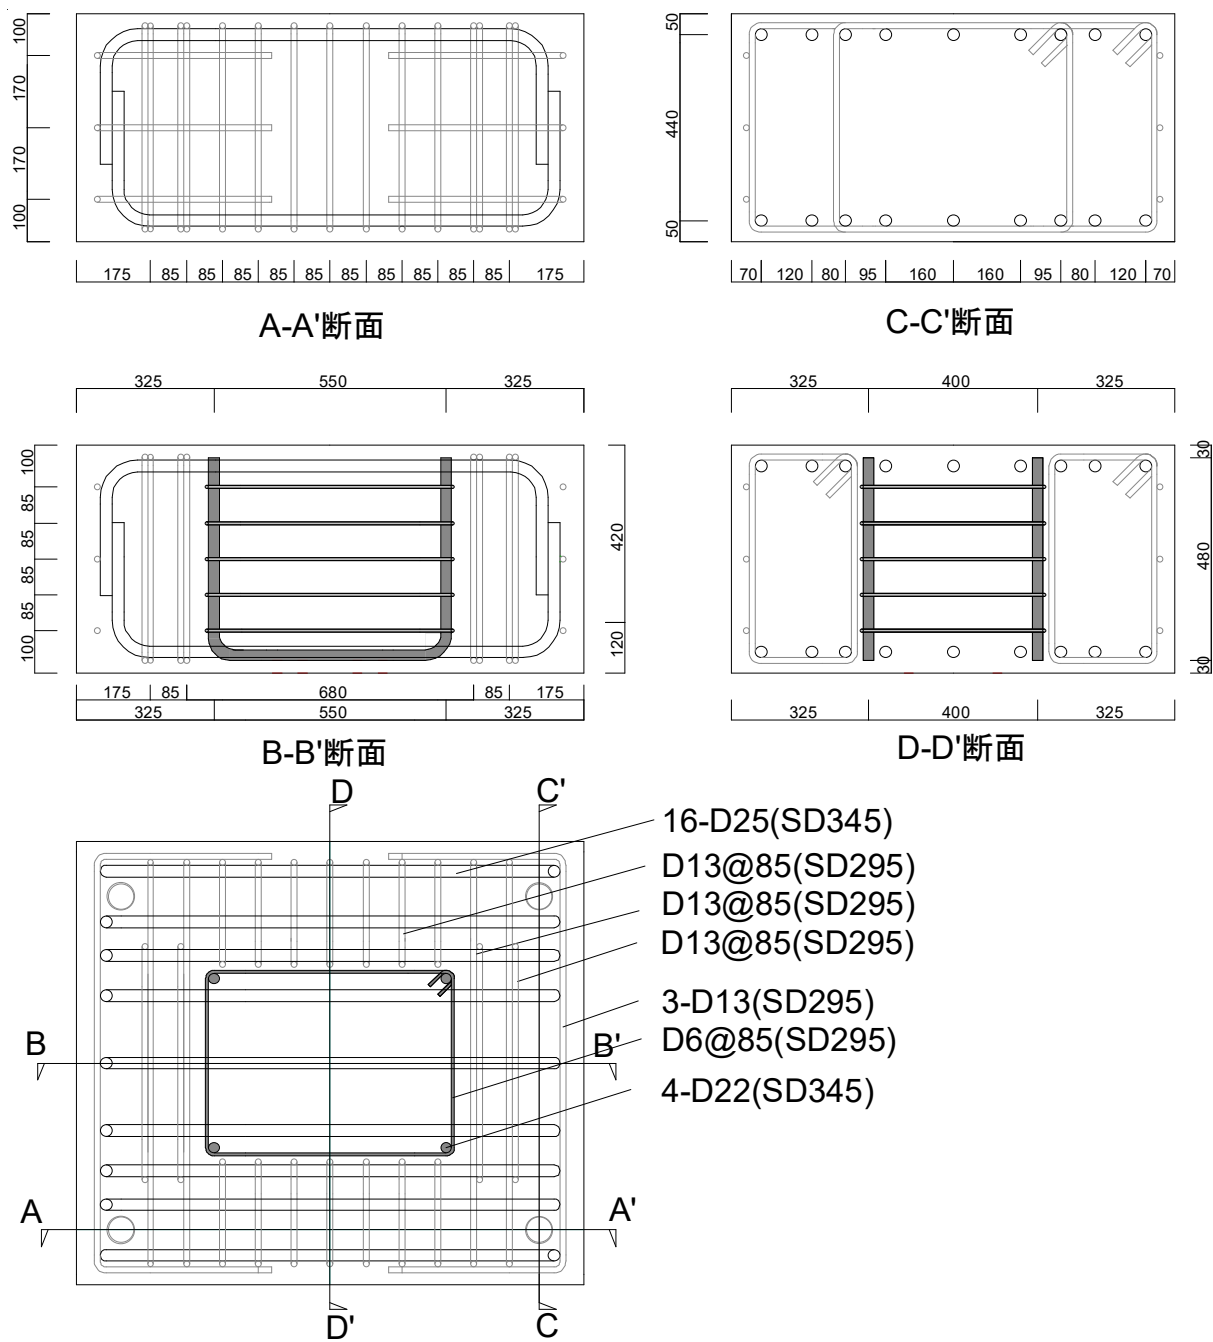 100
170
170
100
175 85 85 85 85 85 85 85 85 85 85 175
A-A'断面
50
440
50
70 120 80 95 160 160 95 80 120 70
C-C'断面
325 550 325
100
85
85
85
85
100
420
120
175 85 680 85 175
325 550 325
B-B'断面
325 400 325
30
480
30
325 400 325
D-D'断面
D
C'
16-D25(SD345)
D13@85(SD295)
D13@85(SD295)
D13@85(SD295)
3-D13(SD295)
D6@85(SD295)
4-D22(SD345)
B
B'
A
A'
D'
C